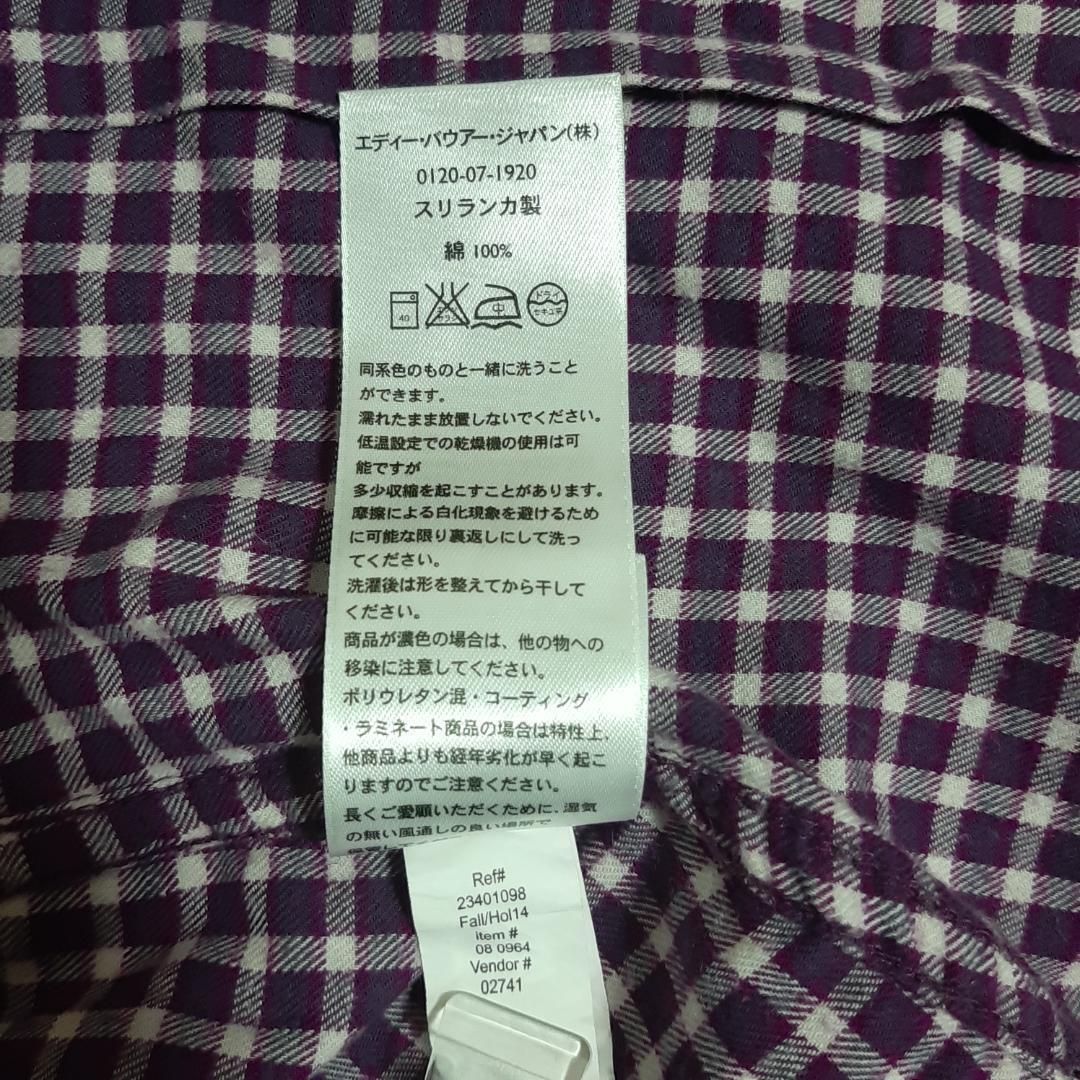 エディー・バウアー・ジャパン(株)
0120-07-1920
スリランカ製
綿 100%
40
中
ドライ
セキユ系
同系色のものと一緒に洗うこと
ができます。
濡れたまま放置しないでください。
低温設定での乾燥機の使用は可
能ですが
多少収縮を起こすことがあります。
摩擦による白化現象を避けるため
に可能な限り裏返しにして洗っ
てください。
洗濯後は形を整えてから干して
ください。
商品が濃色の場合は、他の物への
移染に注意してください。
ポリウレタン混・コーティング
・ラミネート商品の場合は特性上、
他商品よりも経年劣化が早く起こ
りますのでご注意ください。
長くご愛顧いただくために、湿気
の無い風通しの良い場所で
Ref#
23401098
Fall/Hol14
item #
08 0964
Vendor #
02741